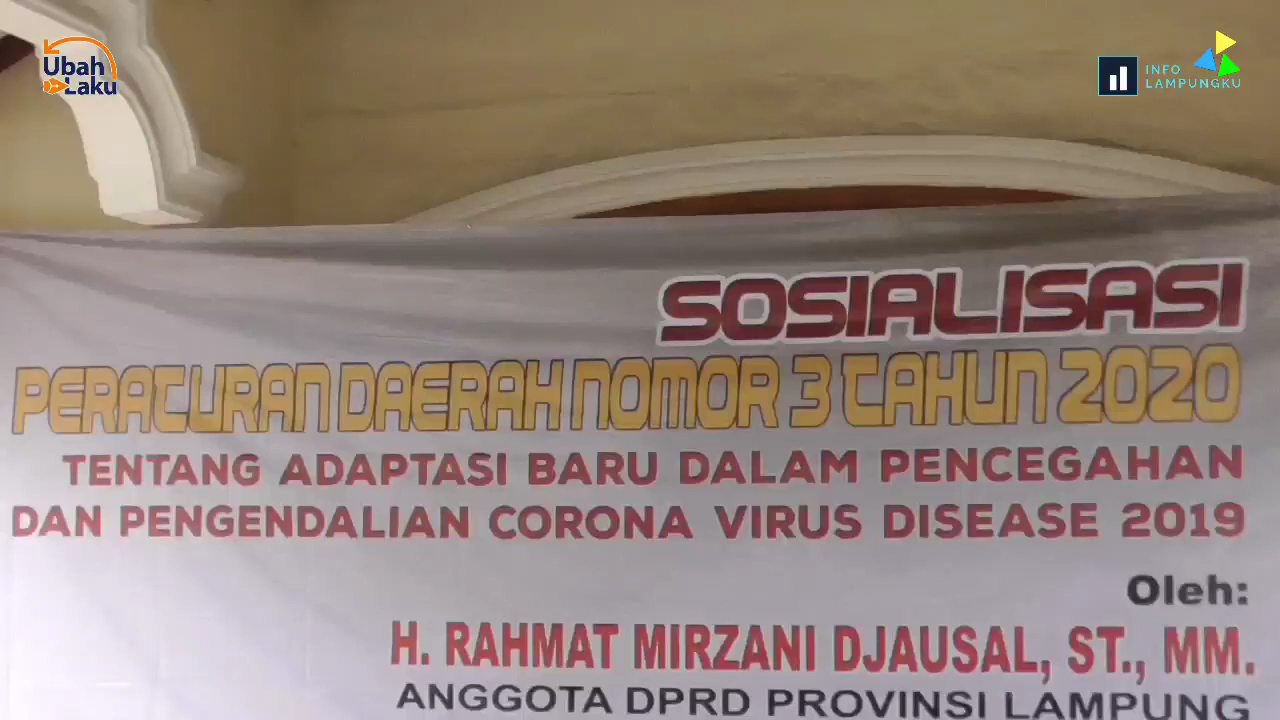 Ubah
Laku
INFO
LAMPUNGKU
SOSIALISASI
PERATURAN DAERAH NOMOR 3 TAHUN 2020
TENTANG ADAPTASI BARU DALAM PENCEGAHAN
DAN PENGENDALIAN CORONA VIRUS DISEASE 2019
Oleh:
H. RAHMAT MIRZANI DJAUSAL, ST., MM.
ANGGOTA DPRD PROVINSI LAMPUNG